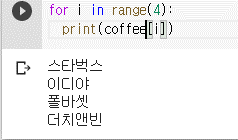 for i in range(4):
  print(coffee[i])
스타벅스
이디야
폴바셋
더치앤빈